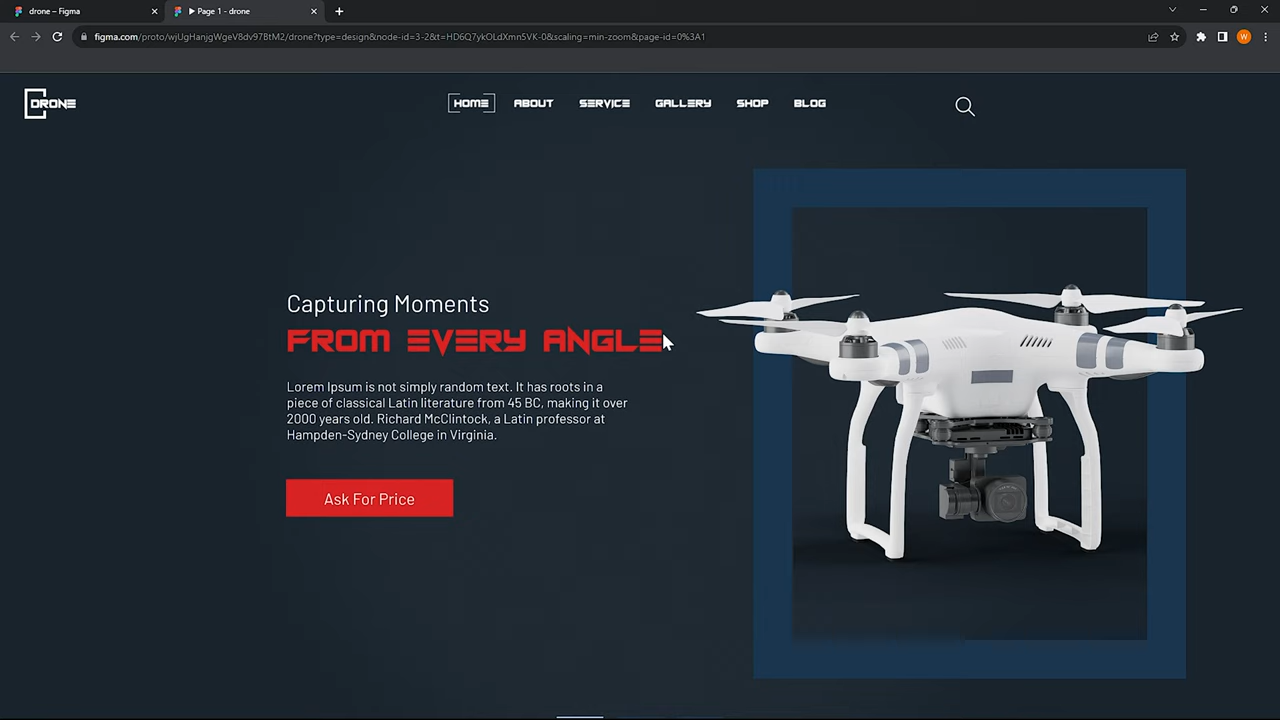 drone – Figma
Page 1 - drone
figma.com/proto/wjUgHanjgWgeV8dv97BtM2/drone?type=design&node-id=3-2&t=HD6Q7ykOLdXmn5VK-0&scaling=min-zoom&page-id=0%3A1
W
DRONE
HOME ABOUT SERVICE GALLERY SHOP BLOG
Capturing Moments
FROM EVERY ANGLE
Lorem Ipsum is not simply random text. It has roots in a
piece of classical Latin literature from 45 BC, making it over
2000 years old. Richard McClintock, a Latin professor at
Hampden-Sydney College in Virginia.
Ask For Price